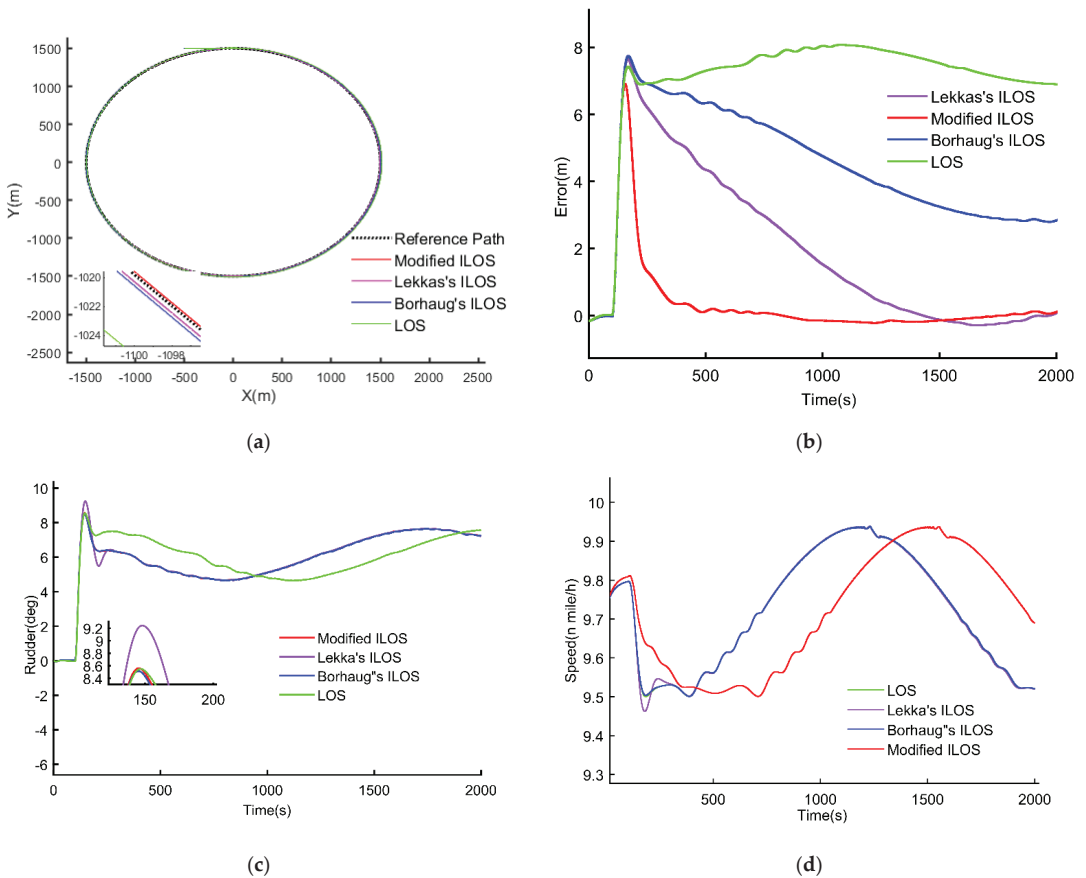 (a)
1500
1000
500
0
-500
-1000
-1500
-2000
-2500
Y(m)
-1500 -1000 -500 0 500 1000 1500 2000 2500
X(m)
Reference Path
Modified ILOS
Lekkas's ILOS
Borhaug's ILOS
LOS
-1020
-1022
-1024
-1100 -1098
8
6
4
2
0
Error(m)
0 500 1000 1500 2000
Time(s)
Lekkas's ILOS
Modified ILOS
Borhaug's ILOS
LOS
(b)
10
8
6
4
2
0
-2
-4
-6
Rudder(deg)
0 500 1000 1500 2000
Time(s)
9.2
9
8.8
8.6
8.4
150 200
Modified ILOS
Lekka's ILOS
Borhaug"s ILOS
LOS
(c)
10
9.9
9.8
9.7
9.6
9.5
9.4
9.3
Speed(n mile/h)
500 1000 1500 2000
Time(s)
LOS
Lekka's ILOS
Borhaug"s ILOS
Modified ILOS
(d)